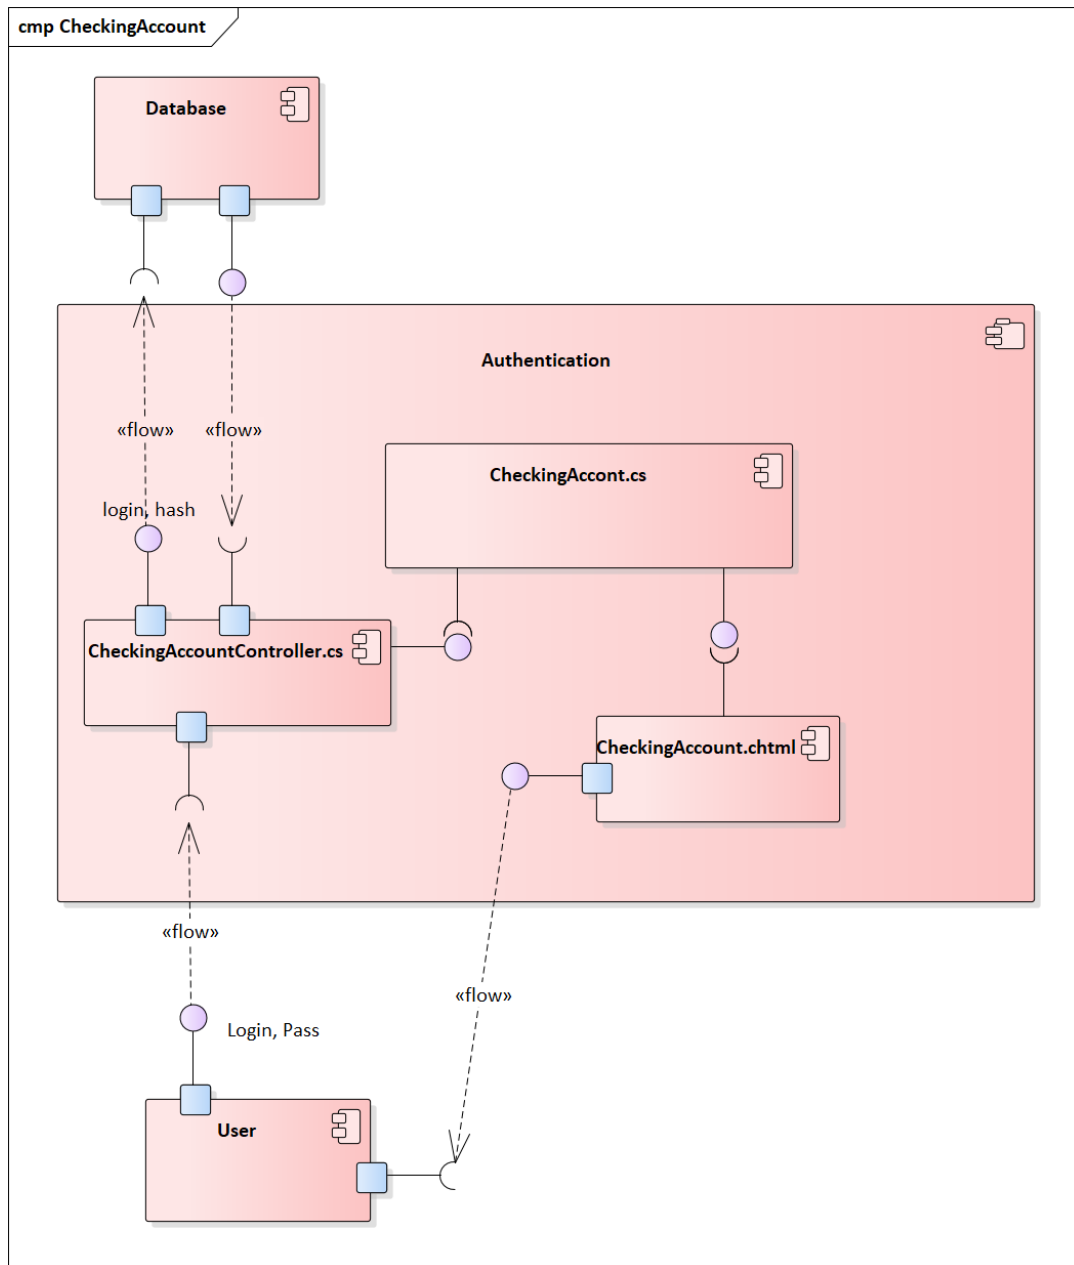 cmp CheckingAccount
Database
Authentication
«flow»
«flow»
CheckingAccont.cs
login, hash
CheckingAccountController.cs
CheckingAccount.chtml
«flow»
«flow»
Login, Pass
User